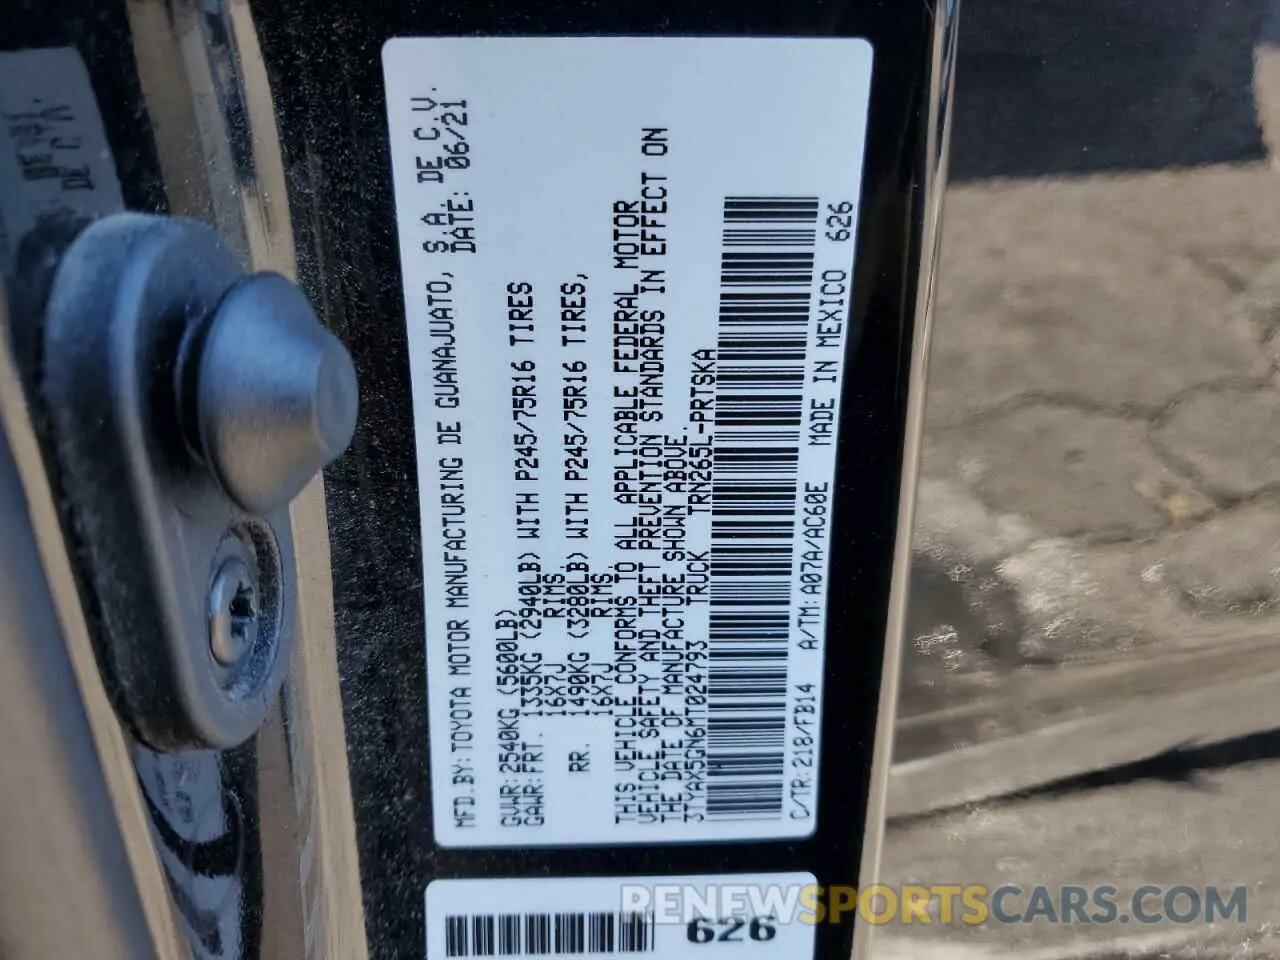 MFD.BY: TOYOTA MOTOR MANUFACTURING DE GUANAJUATO, S.A. DE C.V.
DATE: 06/21
GVWR: 2540KG (5600LB)
GAWR: FRT. 1335KG (2940LB) WITH P245/75R16 TIRES
16X7J RIMS,
RR. 1490KG (3280LB) WITH P245/75R16 TIRES,
16X7J RIMS,
THIS VEHICLE CONFORMS TO ALL APPLICABLE FEDERAL MOTOR
VEHICLE SAFETY AND THEFT PREVENTION STANDARDS IN EFFECT ON
THE DATE OF MANUFACTURE SHOWN ABOVE.
3TYAX5GN6MT024793 TRUCK TRN265L-PRTSKA
C/TR: 218/FB14 A/TM: A07A/AC60E MADE IN MEXICO 626
626
RENEWSPORTSCARS.COM